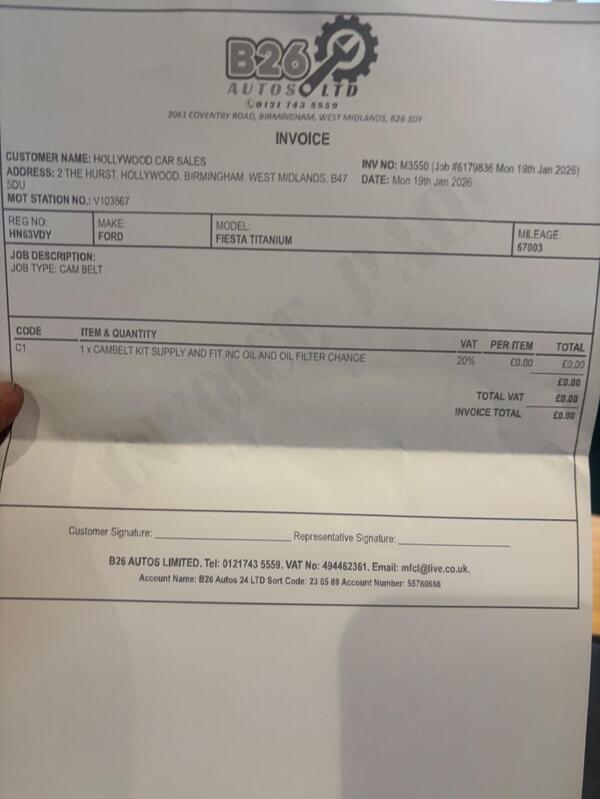 B26
AUTOS LTD
0121 743 5559
2061 COVENTRY ROAD, BIRMINGHAM, WEST MIDLANDS, B26 3DY
INVOICE
CUSTOMER NAME: HOLLYWOOD CAR SALES
ADDRESS: 2 THE HURST. HOLLYWOOD. BIRMINGHAM. WEST MIDLANDS. B47
5DU
MOT STATION NO.: V103567
INV NO: M3550 (Job #6179836 Mon 19th Jan 2026)
DATE: Mon 19th Jan 2026
REG NO:
HN63VDY
MAKE:
FORD
MODEL:
FIESTA TITANIUM
MILEAGE:
67003
JOB DESCRIPTION:
JOB TYPE: CAM BELT
INVOICE PAID
CODE ITEM & QUANTITY VAT PER ITEM TOTAL
C1 1 x CAMBELT KIT SUPPLY AND FIT INC OIL AND OIL FILTER CHANGE 20% £0.00 £0.00
£0.00
TOTAL VAT £0.00
INVOICE TOTAL £0.00
Customer Signature: Representative Signature:
B26 AUTOS LIMITED. Tel: 0121743 5559. VAT No: 494462361. Email: mfcl@live.co.uk.
Account Name: B26 Autos 24 LTD Sort Code: 23 05 80 Account Number: 55760656